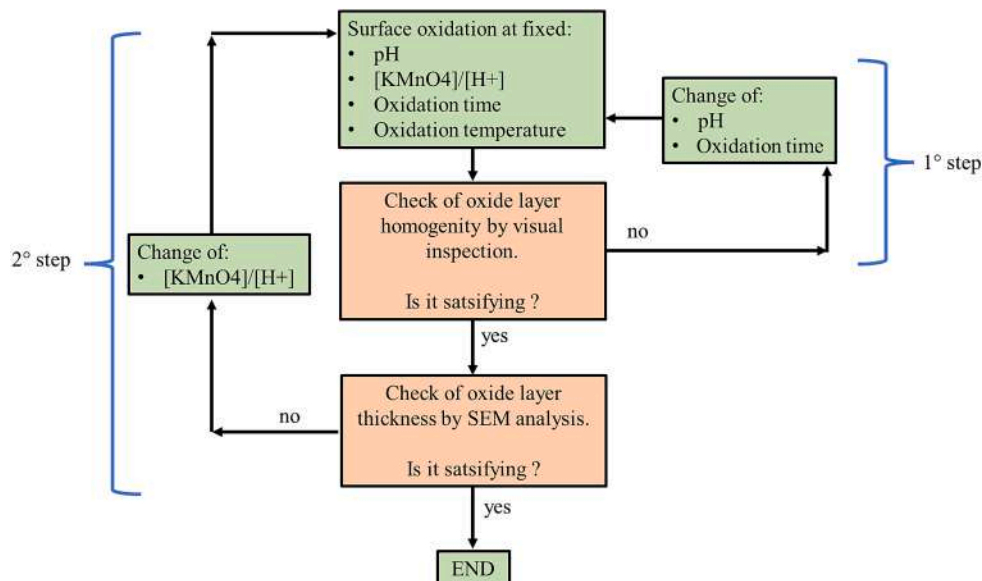 Surface oxidation at fixed:
• pH
• [KMnO4]/[H+]
• Oxidation time
• Oxidation temperature
Change of:
• pH
• Oxidation time
1° step
Check of oxide layer
homogenity by visual
inspection.
Is it satsifying ?
no
yes
2° step
Change of:
• [KMnO4]/[H+]
Check of oxide layer
thickness by SEM analysis.
Is it satsifying ?
no
yes
END